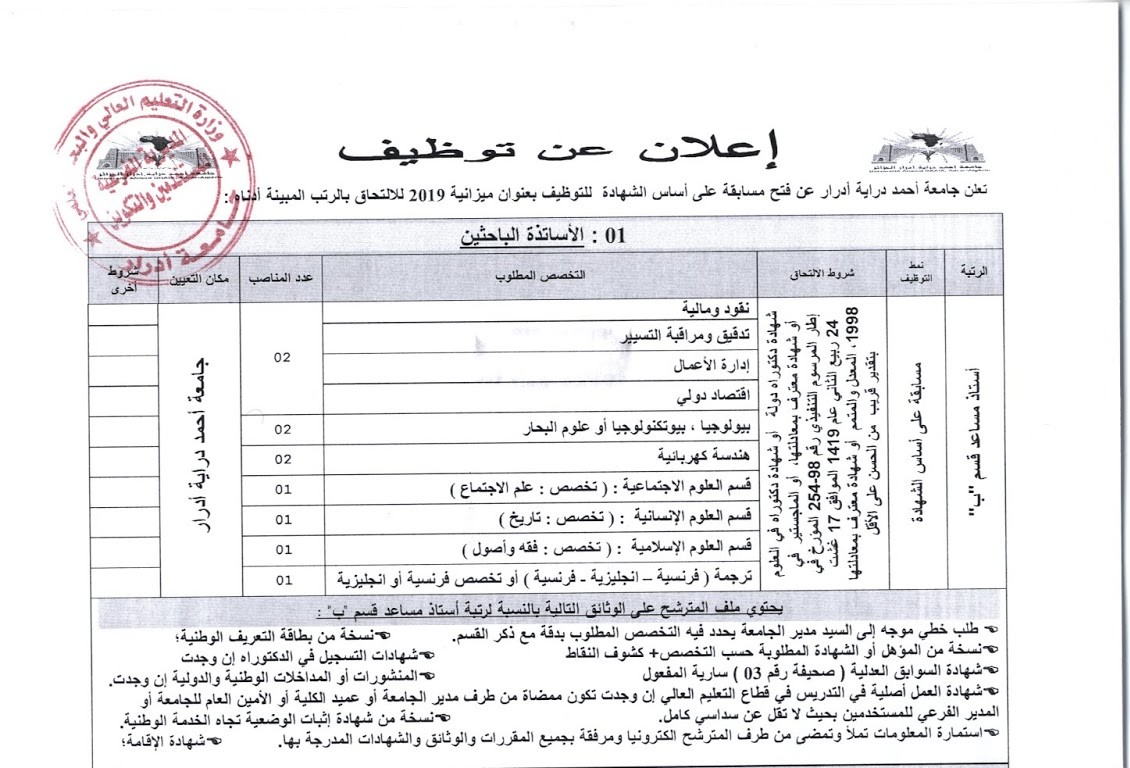 وزارة التعليم العالي والبحث
المديرية الفرعية
للمستخدمين والتكوين
جامعة أدرار
إعلان عن توظيف
تعلن جامعة أحمد دراية أدرار عن فتح مسابقة على أساس الشهادة للتوظيف بعنوان ميزانية 2019 للالتحاق بالرتب المبينة أدناه:
01 : الأساتذة الباحثين
الرتبة
نمط التوظيف
شروط الالتحاق
التخصص المطلوب
عدد المناصب
مكان التعيين
شروط أخرى
أستاذ مساعد قسم "ب"
مسابقة على أساس الشهادة
شهادة دكتوراه دولة أو شهادة دكتوراه في العلوم
أو شهادة معترف بمعادلتها، أو الماجستير في
إطار المرسوم التنفيذي رقم 98-254 المؤرخ في
24 ربيع الثاني عام 1419 الموافق 17 غشت
1998، المعدل والمتمم أو شهادة معترف بمعادلتها
بتقدير قريب من الحسن على الأقل
نقود ومالية
تدقيق ومراقبة التسيير
إدارة الأعمال
اقتصاد دولي
02
بيولوجيا ، بيوتكنولوجيا أو علوم البحار 02
هندسة كهربائية 02
قسم العلوم الاجتماعية : ( تخصص : علم الاجتماع ) 01
قسم العلوم الإنسانية : ( تخصص : تاريخ ) 01
قسم العلوم الإسلامية : ( تخصص : فقه وأصول ) 01
ترجمة ( فرنسية – انجليزية - فرنسية ) أو تخصص فرنسية أو انجليزية 01
جامعة أحمد دراية أدرار
يحتوي ملف المترشح على الوثائق التالية بالنسبة لرتبة أستاذ مساعد قسم "ب" :
طلب خطي موجه إلى السيد مدير الجامعة يحدد فيه التخصص المطلوب بدقة مع ذكر القسم. نسخة من بطاقة التعريف الوطنية؛
نسخة من المؤهل أو الشهادة المطلوبة حسب التخصص+ كشوف النقاط شهادات التسجيل في الدكتوراه إن وجدت
شهادة السوابق العدلية ( صحيفة رقم 03 ) سارية المفعول المنشورات أو المداخلات الوطنية والدولية إن وجدت.
شهادة العمل أصلية في التدريس في قطاع التعليم العالي إن وجدت تكون ممضاة من طرف مدير الجامعة أو عميد الكلية أو الأمين العام للجامعة أو
المدير الفرعي للمستخدمين بحيث لا تقل عن سداسي كامل. نسخة من شهادة إثبات الوضعية تجاه الخدمة الوطنية.
استمارة المعلومات تملأ وتمضى من طرف المترشح الكترونيا ومرفقة بجميع المقررات والوثائق والشهادات المدرجة بها. شهادة الإقامة؛